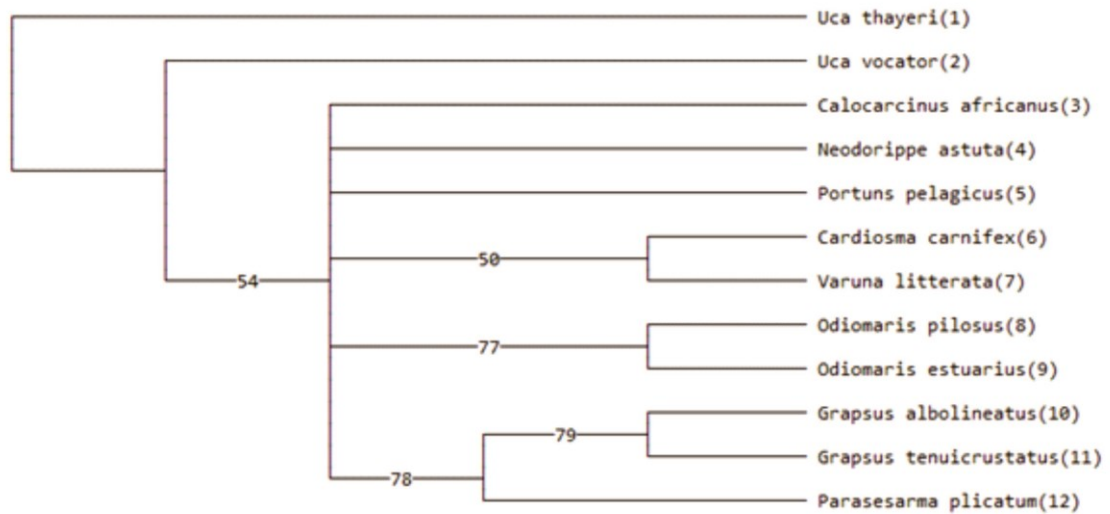 Uca thayeri(1)
Uca vocator(2)
Calocarcinus africanus(3)
Neodorippe astuta(4)
Portuns pelagicus(5)
Cardiosma carnifex(6)
50
54
Varuna litterata(7)
Odiomaris pilosus(8)
77
Odiomaris estuarius(9)
Grapsus albolineatus(10)
79
Grapsus tenuicrustatus(11)
78
Parasesarma plicatum(12)